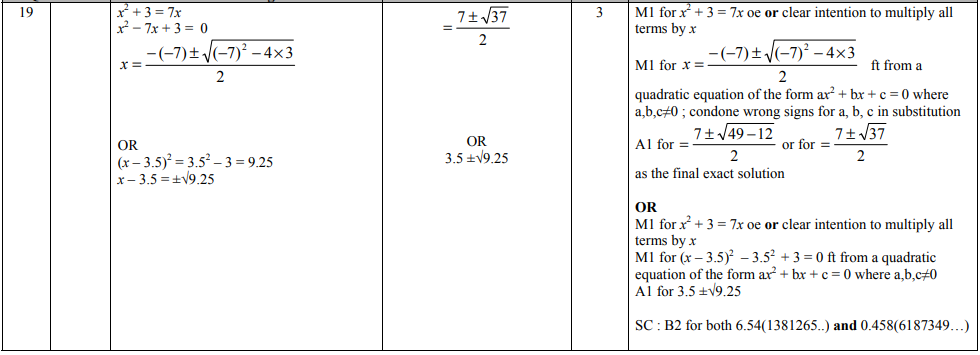 19
x² + 3 = 7x
x² – 7x + 3 = 0
x = (–(–7) ± √((–7)² – 4×3)) / 2
OR
(x – 3.5)² = 3.5² – 3 = 9.25
x – 3.5 = ±√9.25
= (7 ± √37) / 2
OR
3.5 ±√9.25
3
M1 for x² + 3 = 7x oe or clear intention to multiply all
terms by x
M1 for x = (–(–7) ± √((–7)² – 4×3)) / 2 ft from a
quadratic equation of the form ax² + bx + c = 0 where
a,b,c≠0 ; condone wrong signs for a, b, c in substitution
A1 for = (7 ± √(49 – 12)) / 2 or for = (7 ± √37) / 2
as the final exact solution
OR
M1 for x² + 3 = 7x oe or clear intention to multiply all
terms by x
M1 for (x – 3.5)² – 3.5² + 3 = 0 ft from a quadratic
equation of the form ax² + bx + c = 0 where a,b,c≠0
A1 for 3.5 ±√9.25
SC : B2 for both 6.54(1381265..) and 0.458(6187349…)